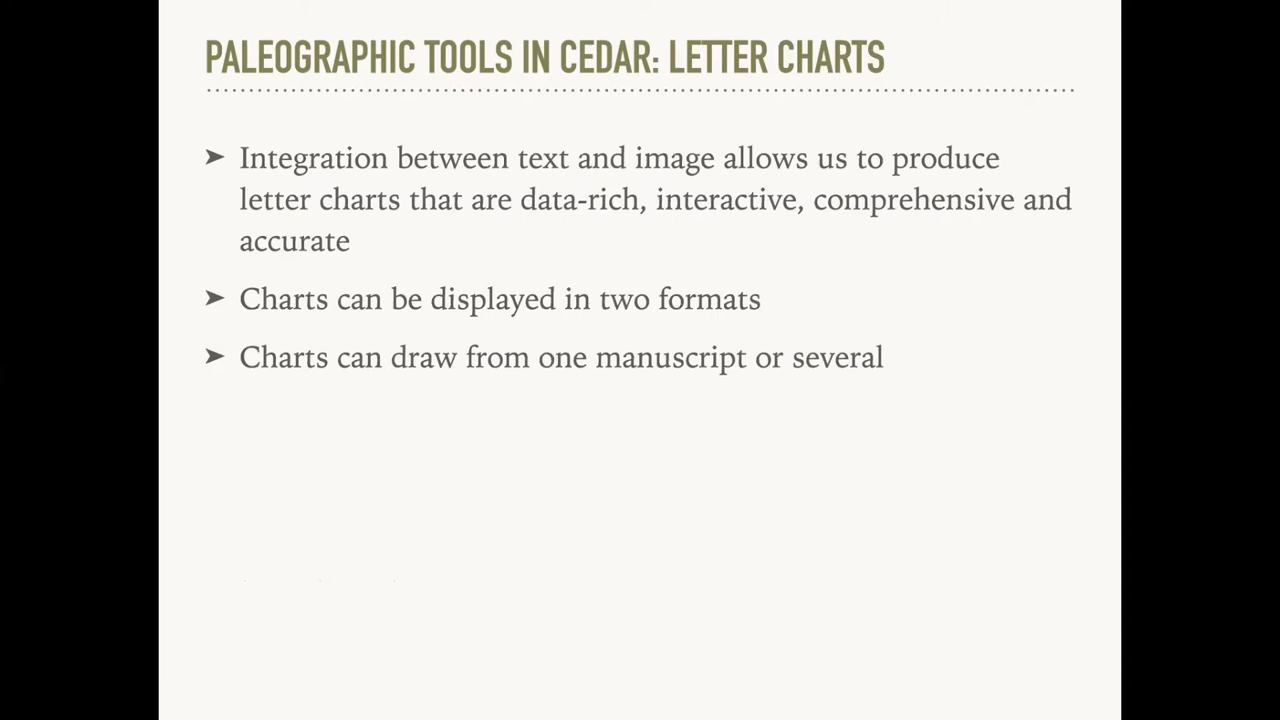 PALEOGRAPHIC TOOLS IN CEDAR: LETTER CHARTS
➤ Integration between text and image allows us to produce
letter charts that are data-rich, interactive, comprehensive and
accurate
➤ Charts can be displayed in two formats
➤ Charts can draw from one manuscript or several